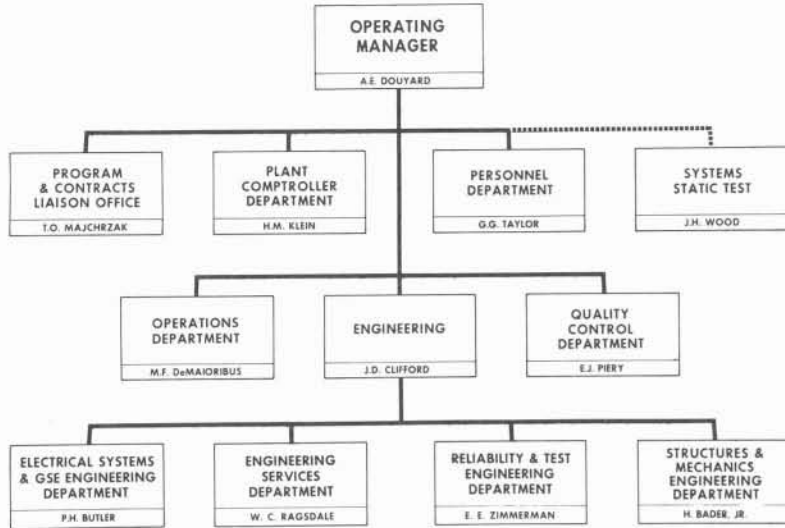 OPERATING
MANAGER
A.E. DOUYARD
PROGRAM
& CONTRACTS
LIAISON OFFICE
T.O. MAJCHRZAK
PLANT
COMPTROLLER
DEPARTMENT
H.M. KLEIN
PERSONNEL
DEPARTMENT
G.G. TAYLOR
SYSTEMS
STATIC TEST
J.H. WOOD
OPERATIONS
DEPARTMENT
M.F. DeMAIORIBUS
ENGINEERING
J.D. CLIFFORD
QUALITY
CONTROL
DEPARTMENT
E.J. PIERY
ELECTRICAL SYSTEMS
& GSE ENGINEERING
DEPARTMENT
P.H. BUTLER
ENGINEERING
SERVICES
DEPARTMENT
W. C. RAGSDALE
RELIABILITY & TEST
ENGINEERING
DEPARTMENT
E. E. ZIMMERMAN
STRUCTURES &
MECHANICS
ENGINEERING
DEPARTMENT
H. BADER, JR.